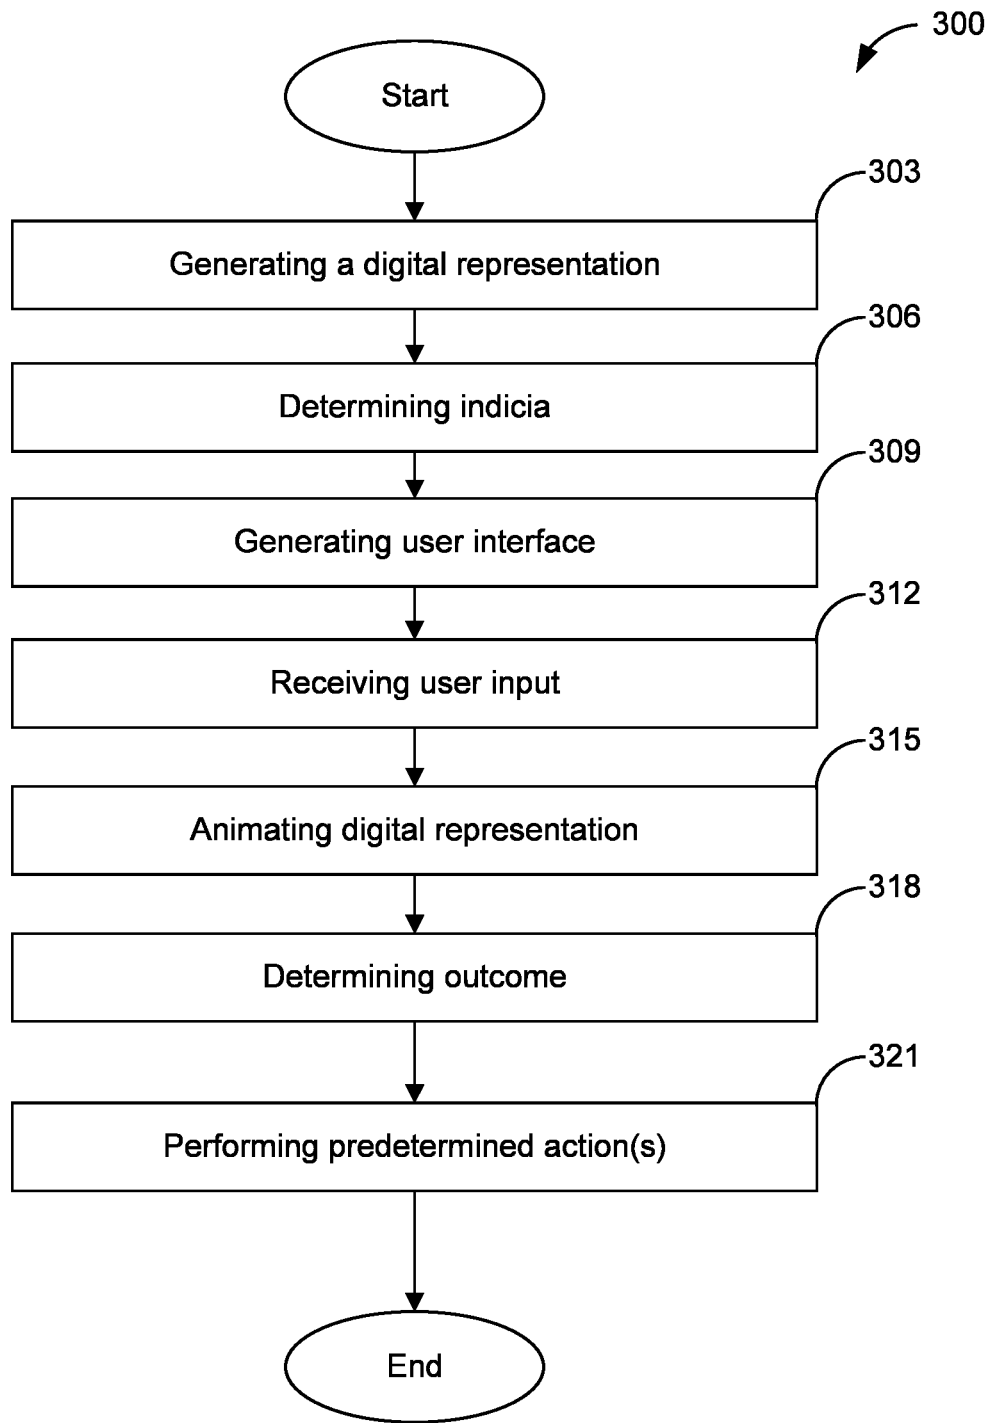 300
Start
303
Generating a digital representation
306
Determining indicia
309
Generating user interface
312
Receiving user input
315
Animating digital representation
318
Determining outcome
321
Performing predetermined action(s)
End